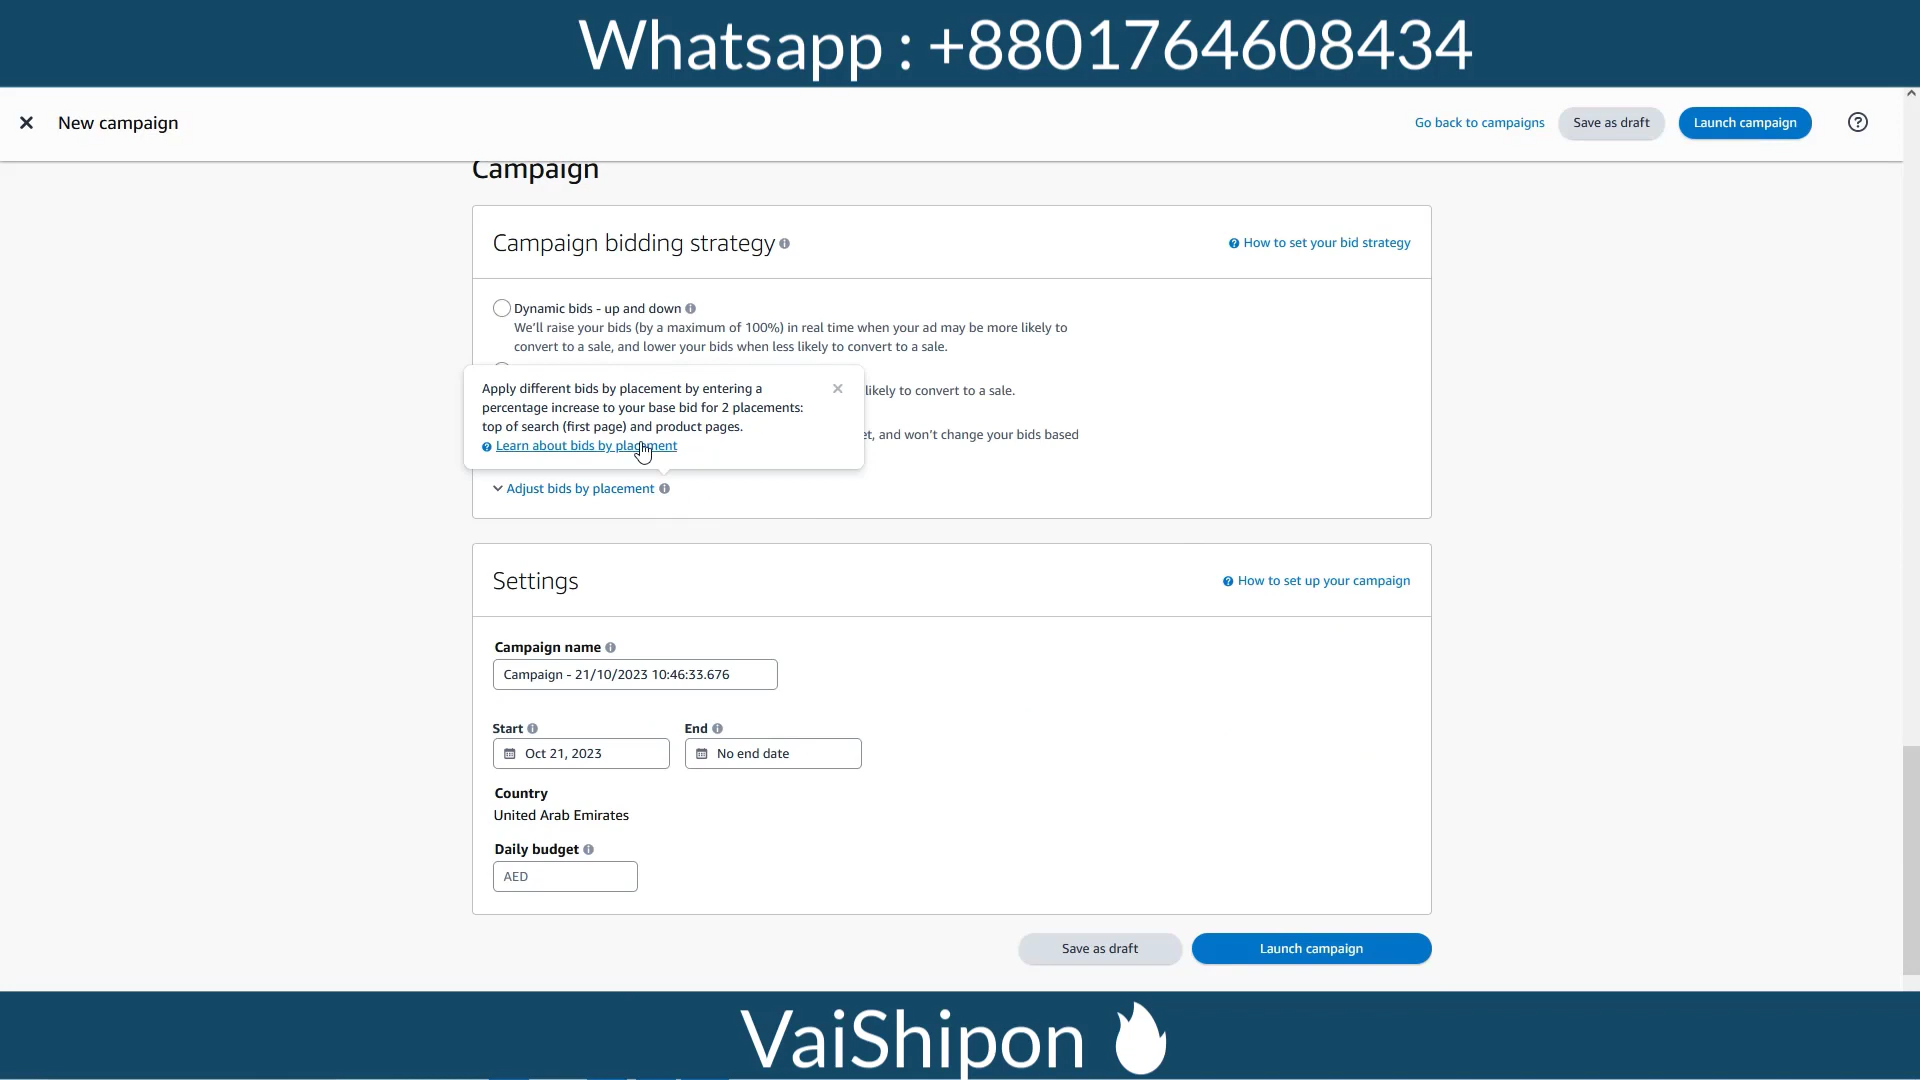 Whatsapp : +8801764608434
New campaign
Go back to campaigns
Save as draft
Launch campaign
Campaign
Campaign bidding strategy
How to set your bid strategy
Dynamic bids - up and down
We'll raise your bids (by a maximum of 100%) in real time when your ad may be more likely to
convert to a sale, and lower your bids when less likely to convert to a sale.
Apply different bids by placement by entering a
percentage increase to your base bid for 2 placements:
top of search (first page) and product pages.
Learn about bids by placement
likely to convert to a sale.
et, and won't change your bids based
Adjust bids by placement
Settings
How to set up your campaign
Campaign name
Campaign - 21/10/2023 10:46:33.676
Start
End
Oct 21, 2023
No end date
Country
United Arab Emirates
Daily budget
AED
Save as draft
Launch campaign
VaiShipon